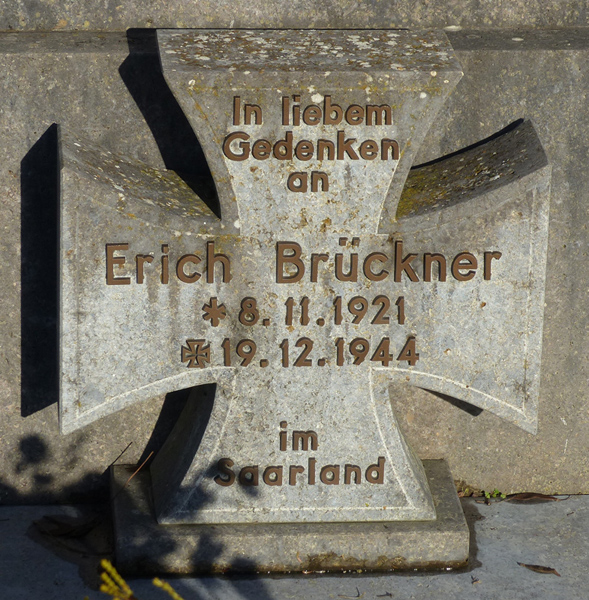 In liebem
Gedenken
an
Erich Brückner
* 8.11.1921
✠ 19.12.1944
im
Saarland